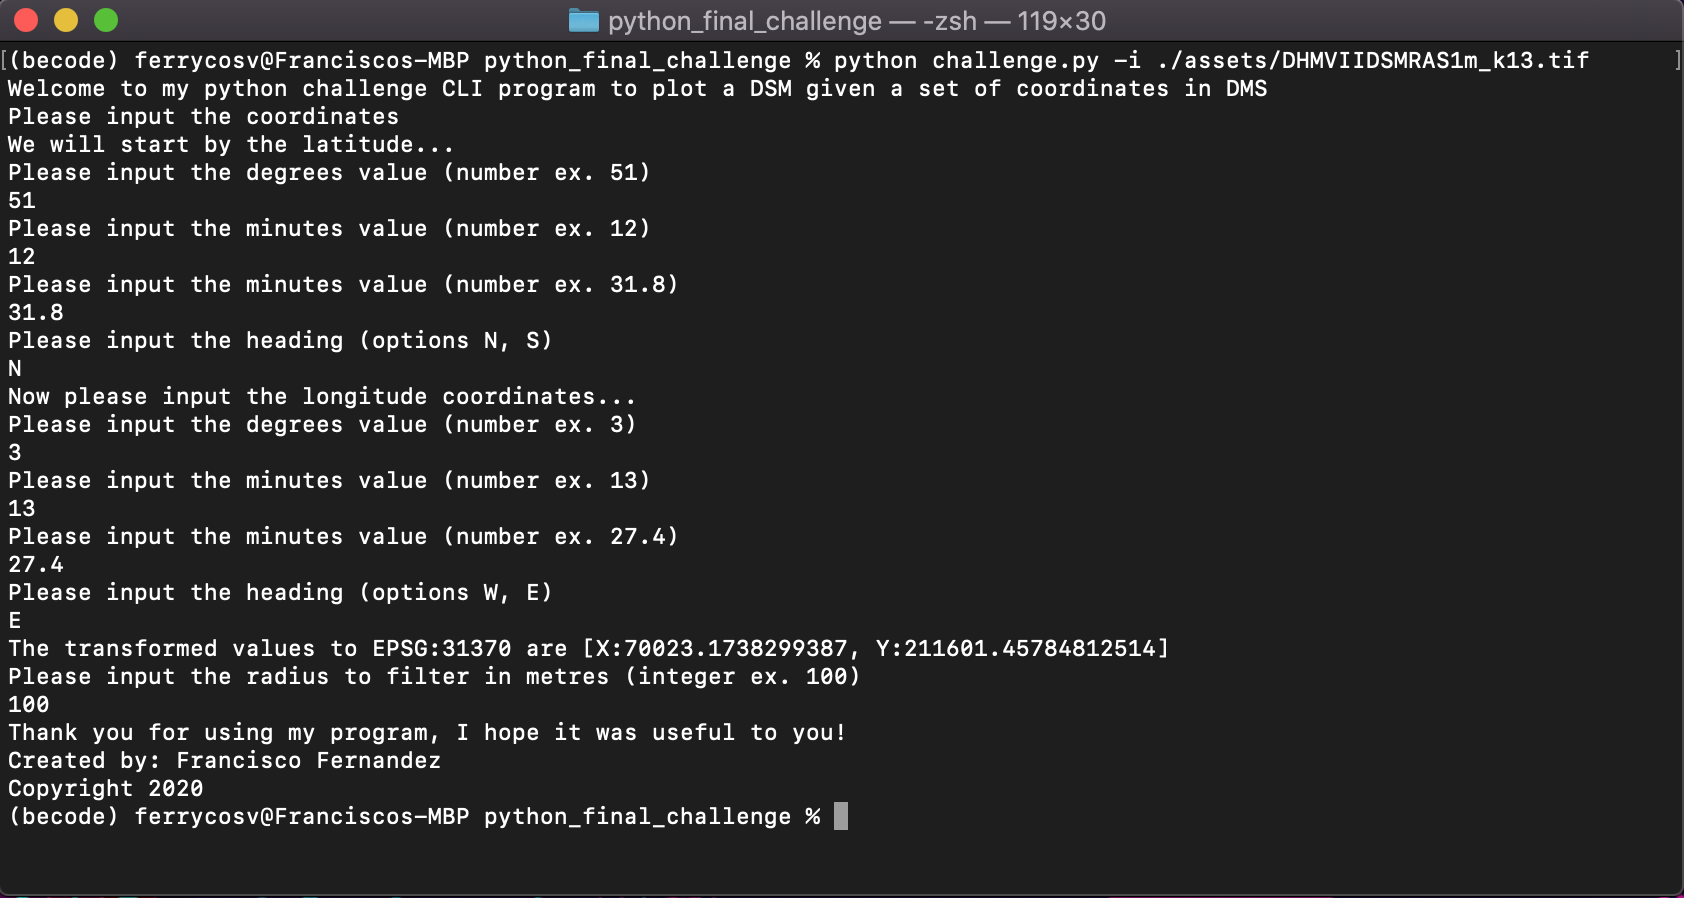 python_final_challenge — -zsh — 119×30
[(becode) ferrycosv@Franciscos-MBP python_final_challenge % python challenge.py -i ./assets/DHMVIIDSMRAS1m_k13.tif ]
Welcome to my python challenge CLI program to plot a DSM given a set of coordinates in DMS
Please input the coordinates
We will start by the latitude...
Please input the degrees value (number ex. 51)
51
Please input the minutes value (number ex. 12)
12
Please input the minutes value (number ex. 31.8)
31.8
Please input the heading (options N, S)
N
Now please input the longitude coordinates...
Please input the degrees value (number ex. 3)
3
Please input the minutes value (number ex. 13)
13
Please input the minutes value (number ex. 27.4)
27.4
Please input the heading (options W, E)
E
The transformed values to EPSG:31370 are [X:70023.1738299387, Y:211601.45784812514]
Please input the radius to filter in metres (integer ex. 100)
100
Thank you for using my program, I hope it was useful to you!
Created by: Francisco Fernandez
Copyright 2020
(becode) ferrycosv@Franciscos-MBP python_final_challenge %